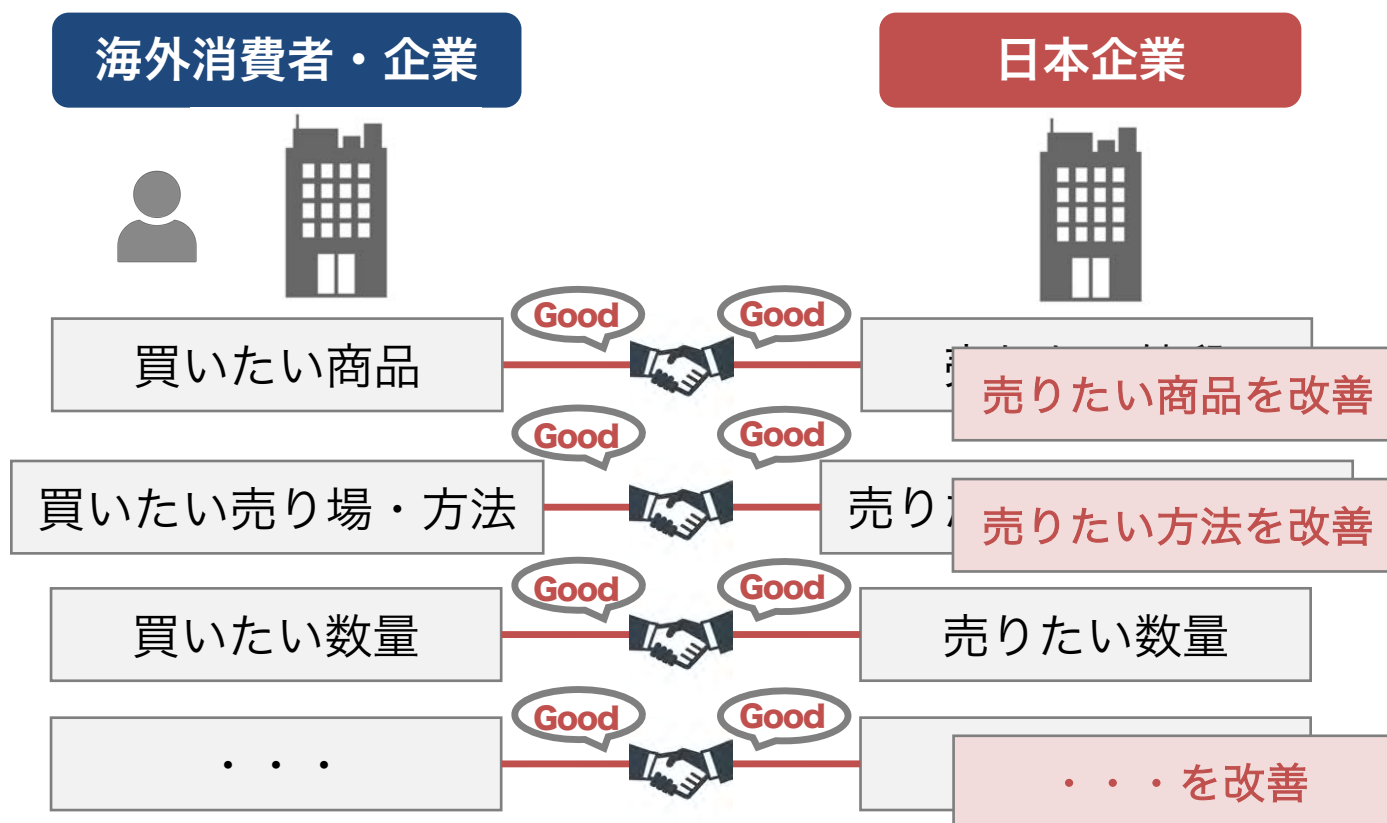 海外消費者・企業
日本企業
Good
Good
買いたい商品
売りたい商品を改善
Good
Good
買いたい売り場・方法
売り
売りたい方法を改善
Good
Good
買いたい数量
売りたい数量
Good
Good
・・・
・・・を改善